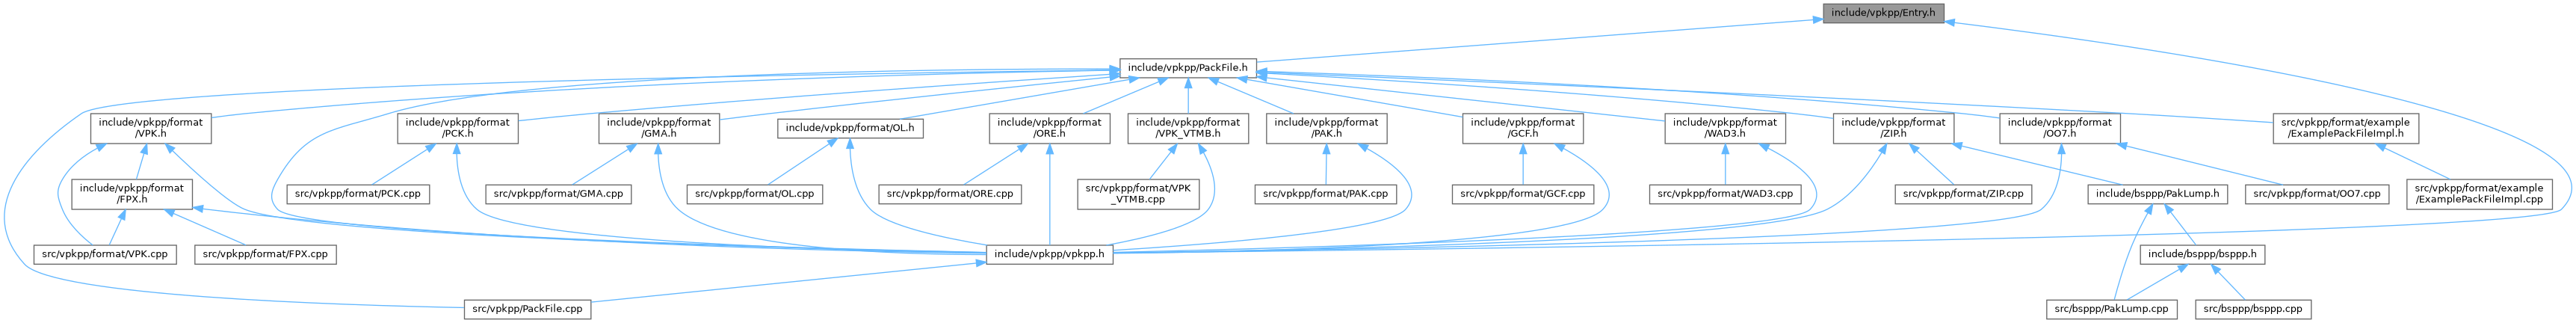 include/vpkpp/Entry.h
include/vpkpp/PackFile.h
include/vpkpp/format
/VPK.h
include/vpkpp/format
/PCK.h
include/vpkpp/format
/GMA.h
include/vpkpp/format/OL.h
include/vpkpp/format
/ORE.h
include/vpkpp/format
/VPK_VTMB.h
include/vpkpp/format
/PAK.h
include/vpkpp/format
/GCF.h
include/vpkpp/format
/WAD3.h
include/vpkpp/format
/ZIP.h
include/vpkpp/format
/OO7.h
src/vpkpp/format/example
/ExamplePackFileImpl.h
include/vpkpp/format
/FPX.h
src/vpkpp/format/PCK.cpp
src/vpkpp/format/GMA.cpp
src/vpkpp/format/OL.cpp
src/vpkpp/format/ORE.cpp
src/vpkpp/format/VPK
_VTMB.cpp
src/vpkpp/format/PAK.cpp
src/vpkpp/format/GCF.cpp
src/vpkpp/format/WAD3.cpp
src/vpkpp/format/ZIP.cpp
include/bsppp/PakLump.h
src/vpkpp/format/OO7.cpp
src/vpkpp/format/example
/ExamplePackFileImpl.cpp
src/vpkpp/format/VPK.cpp
src/vpkpp/format/FPX.cpp
include/vpkpp/vpkpp.h
include/bsppp/bsppp.h
src/vpkpp/PackFile.cpp
src/bsppp/PakLump.cpp
src/bsppp/bsppp.cpp